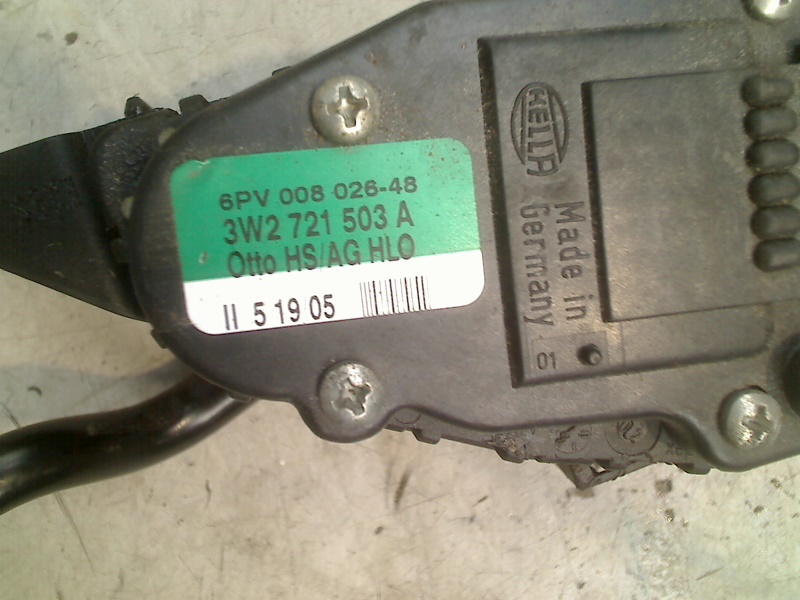 6PV 008 026-48
3W2 721 503 A
Otto HS/AG HLO
II 5 19 05
HELLA
Made in
Germany
01